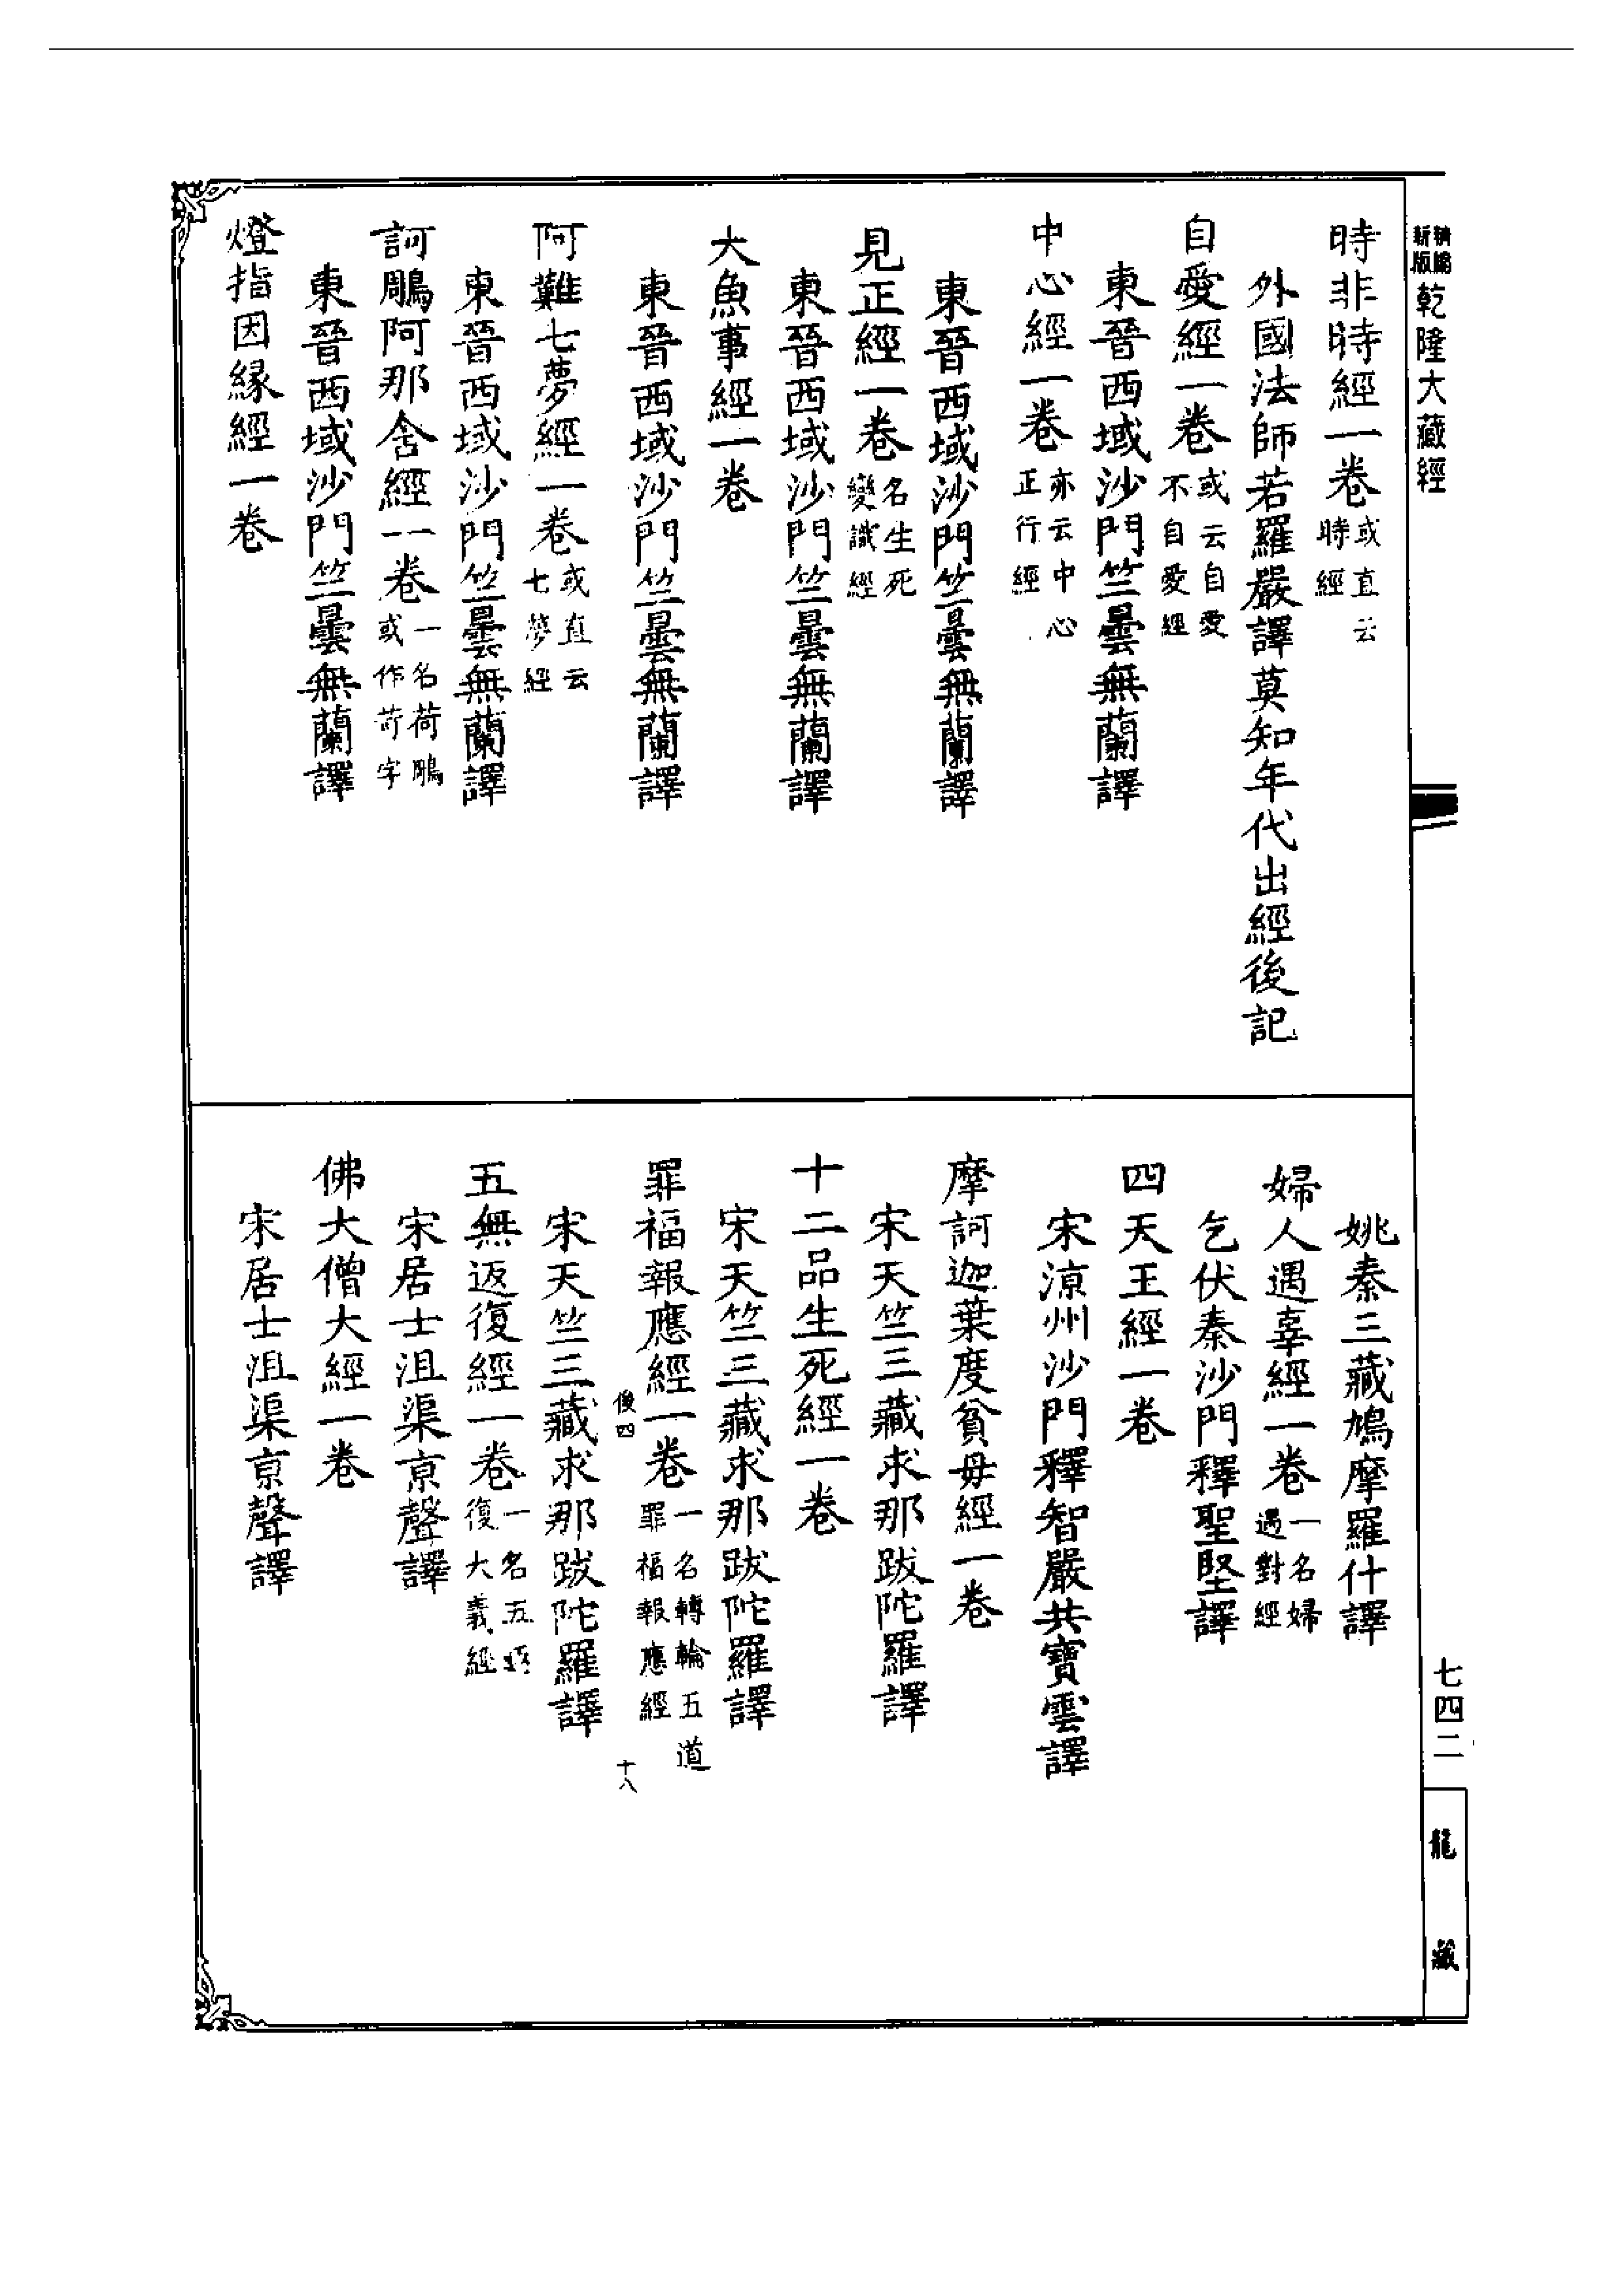 新版
精縮
乾隆大藏經
時非時經一卷或直云時經
外國法師若羅嚴譯莫知年代出經後記
自愛經一卷或云自愛不自愛經
東晉西域沙門竺曇無蘭譯
中心經一卷亦云中心正行經
東晉西域沙門竺曇無蘭譯
見正經一卷名生死變識經
東晉西域沙門竺曇無蘭譯
大魚事經一卷
東晉西域沙門竺曇無蘭譯
阿難七夢經一卷或直云七夢經
東晉西域沙門竺曇無蘭譯
訶鵰阿那含經一卷一名荷鵰或作苛字
東晉西域沙門竺曇無蘭譯
燈指因緣經一卷
姚秦三藏鳩摩羅什譯
婦人遇辜經一卷一名婦遇對經
乞伏秦沙門釋聖堅譯
四天王經一卷
宋涼州沙門釋智嚴共寶雲譯
摩訶迦葉度貧母經一卷
宋天竺三藏求那跋陀羅譯
十二品生死經一卷
宋天竺三藏求那跋陀羅譯
罪福報應經一卷一名轉輪五道罪福報應經
俊四
十八
宋天竺三藏求那跋陀羅譯
五無返復經一卷一名五返復大義經
宋居士沮渠京聲譯
佛大僧大經一卷
宋居士沮渠京聲譯
七四二
龍藏